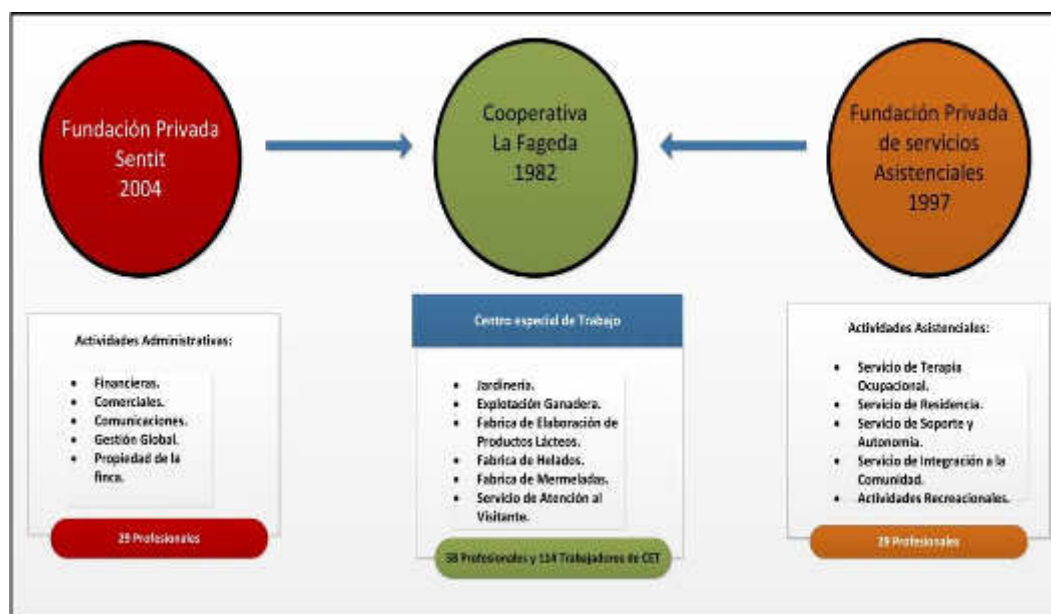 Fundación Privada
Sentit
2004
Cooperativa
La Fageda
1982
Fundación Privada
de servicios
Asistenciales
1997
Actividades Administrativas:
• Financieras.
• Comerciales.
• Comunicaciones.
• Gestión Global.
• Propiedad de la
finca.
29 Profesionales
Centro especial de Trabajo
• Jardinería.
• Explotación Ganadera.
• Fabrica de Elaboración de
Productos Lácteos.
• Fabrica de Helados.
• Fabrica de Mermeladas.
• Servicio de Atención al
Visitante.
Profesionales y 114 Trabajadores de CET
Actividades Asistenciales:
• Servicio de Terapia
Ocupacional.
• Servicio de Residencia.
• Servicio de Soporte y
Autonomía.
• Servicio de Integración a la
Comunidad.
• Actividades Recreacionales.
29 Profesionales